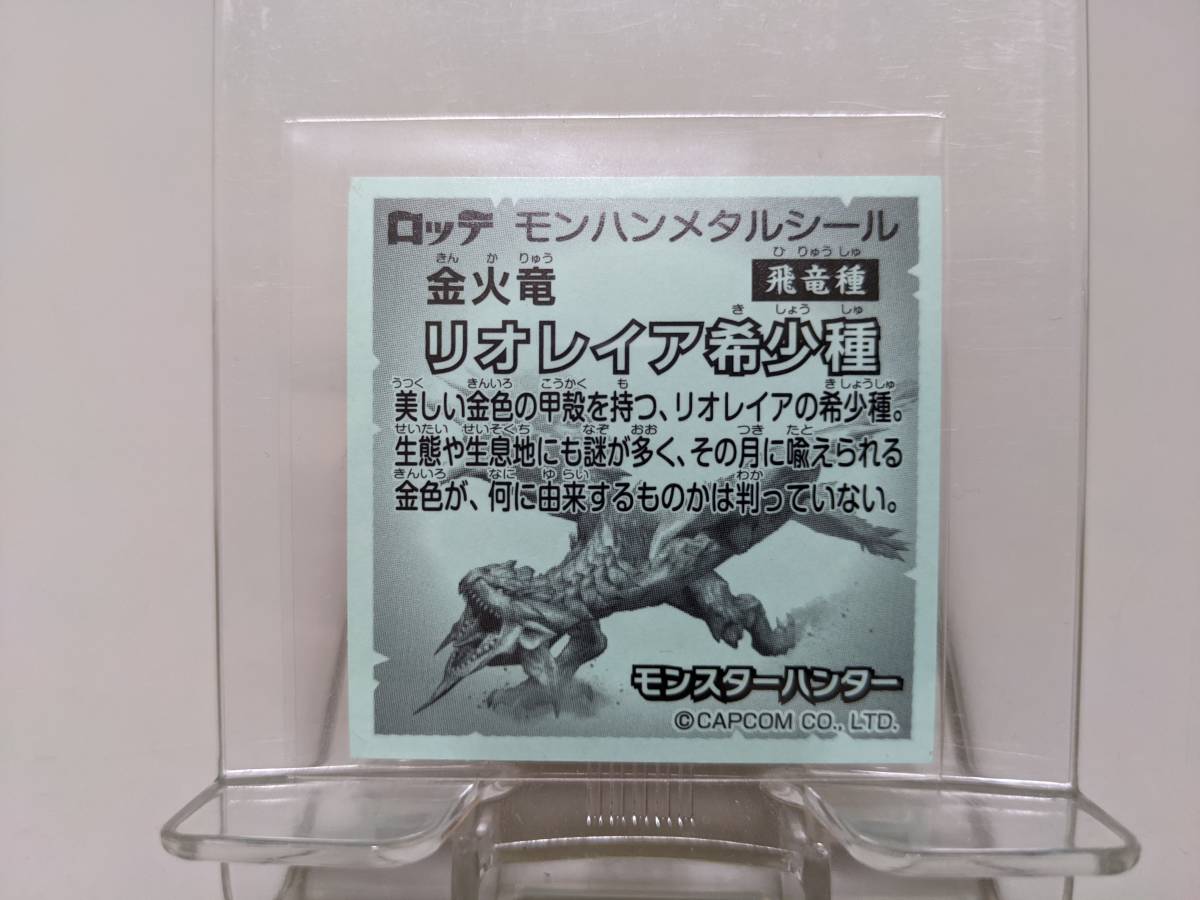 ロッテ モンハンメタルシール
きん か りゅう ひ りゅう しゅ
金火竜 飛竜種
き しょう しゅ
リオレイア希少種
うつく きんいろ こうかく も き しょうしゅ
美しい金色の甲殻を持つ、リオレイアの希少種。
せいたい せいそくち なぞ おお つき たと
生態や生息地にも謎が多く、その月に喩えられる
きんいろ なに ゆ らい わか
金色が、何に由来するものかは判っていない。
モンスターハンター
©CAPCOM CO., LTD.